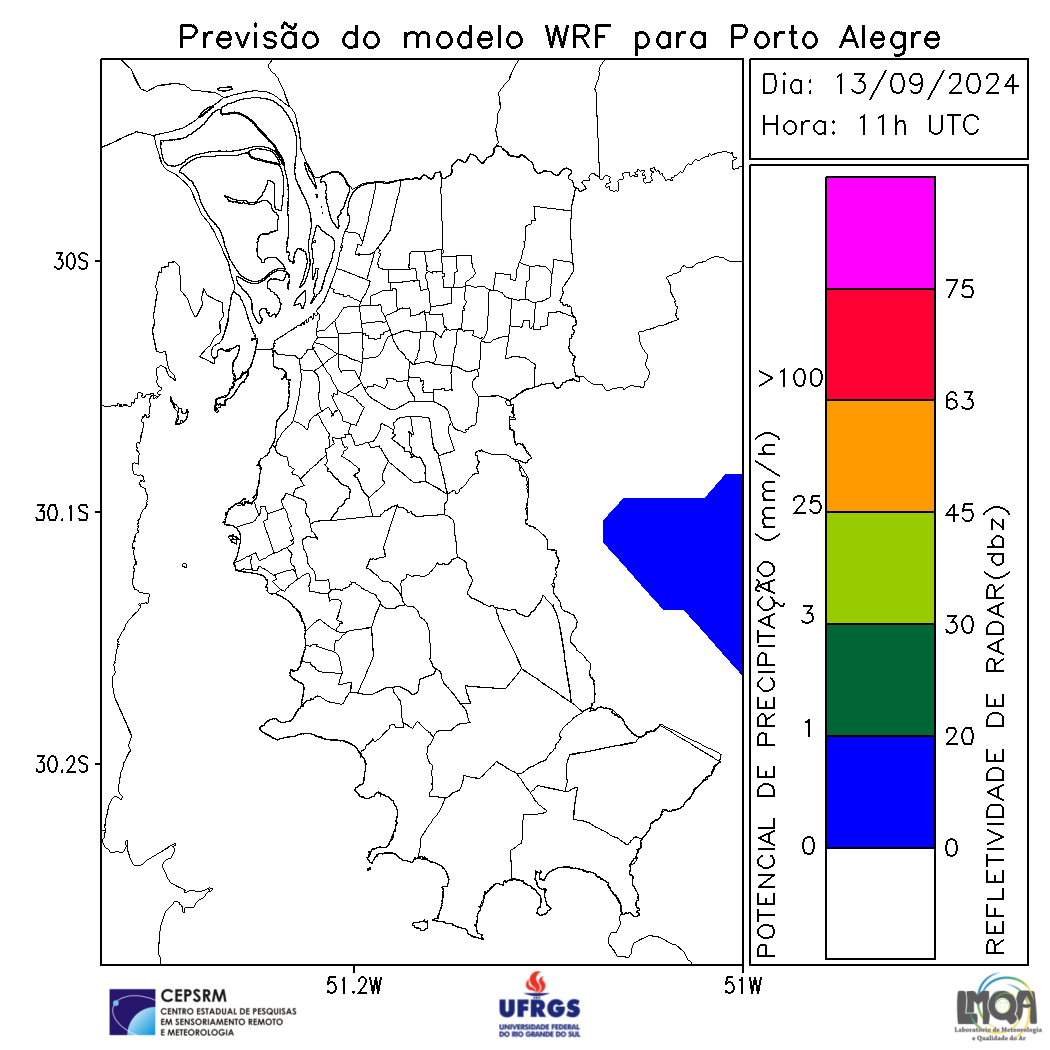 Previsão do modelo WRF para Porto Alegre
Dia: 13/09/2024
Hora: 11h UTC
30S
30.1S
30.2S
51.2W
51W
POTENCIAL DE PRECIPITAÇÃO (mm/h)
>100
25
3
1
0
75
63
45
30
20
0
REFLETIVIDADE DE RADAR(dbz)
CEPSRM
CENTRO ESTADUAL DE PESQUISAS
EM SENSORIAMENTO REMOTO
E METEOROLOGIA
UFRGS
UNIVERSIDADE FEDERAL
DO RIO GRANDE DO SUL
LMQA
Laboratório de Meteorologia
e Qualidade do Ar